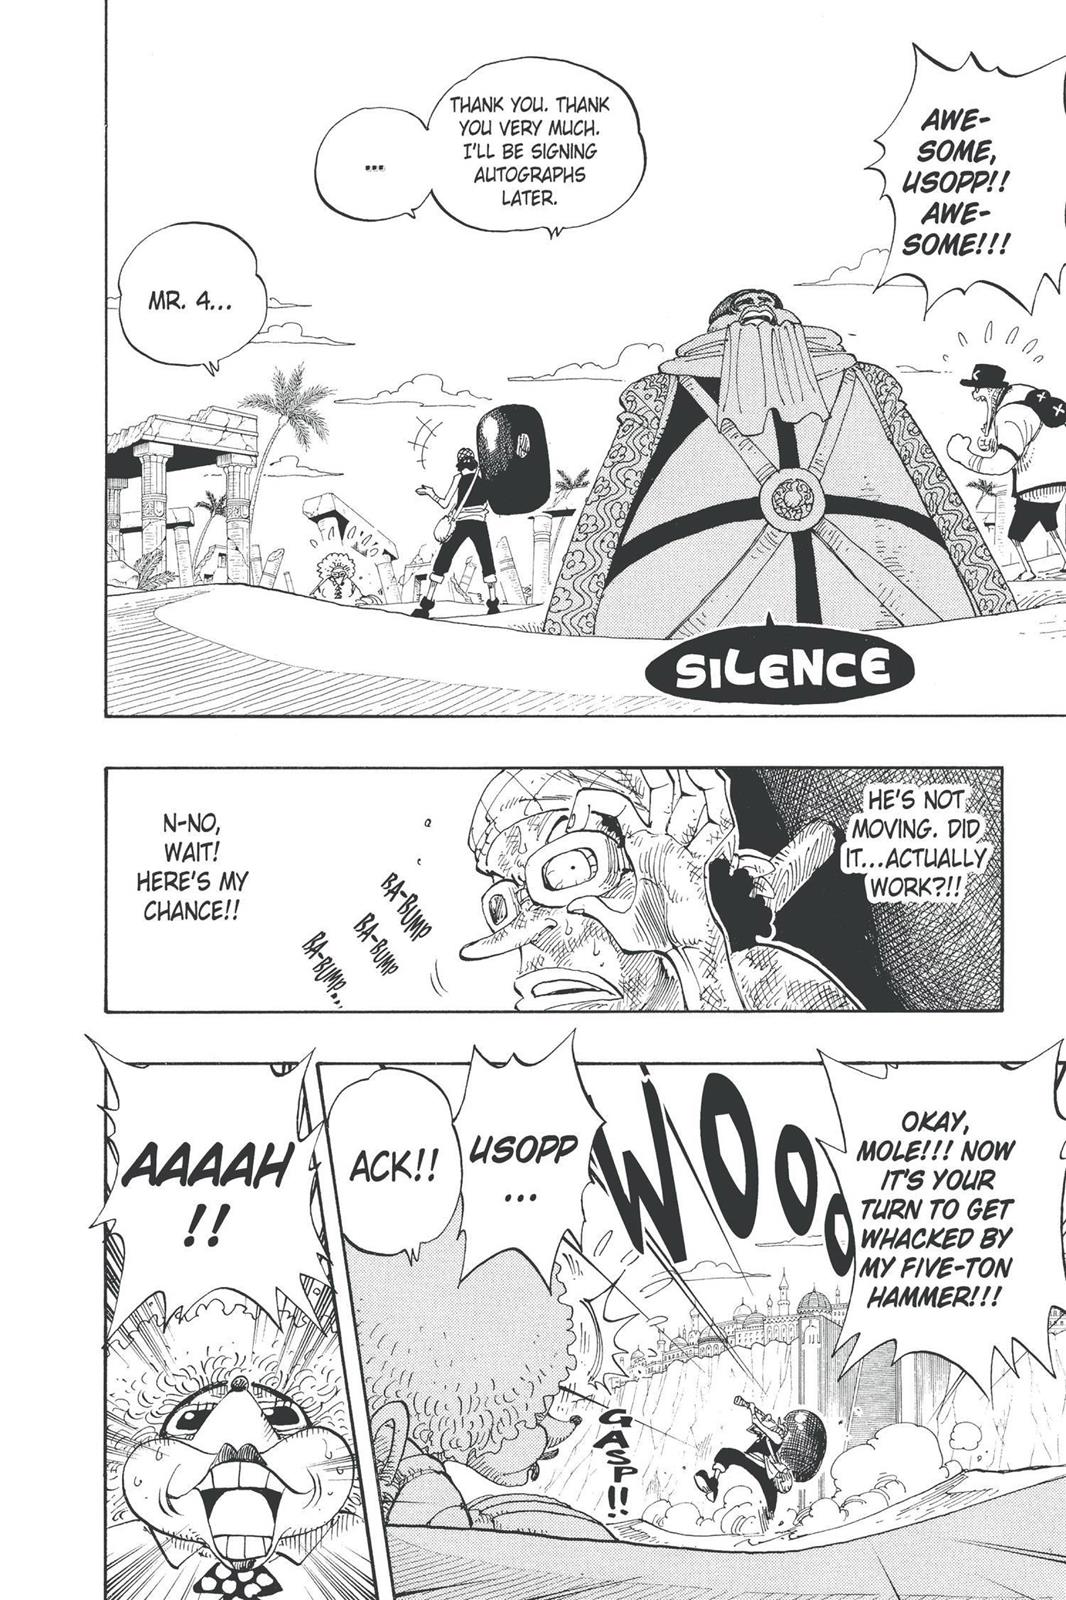 AWE-
SOME,
USOPP!!
AWE-
SOME!!!
THANK YOU. THANK
YOU VERY MUCH.
I'LL BE SIGNING
AUTOGRAPHS
LATER.
...
MR. 4...
SILENCE
HE'S NOT
MOVING. DID
IT...ACTUALLY
WORK?!!
BA-BUMP
BA-BUMP
BA-BUMP...
N-NO,
WAIT!
HERE'S MY
CHANCE!!
OKAY,
MOLE!!! NOW
IT'S YOUR
TURN TO GET
WHACKED BY
MY FIVE-TON
HAMMER!!!
WOOO
USOPP
...
ACK!!
GASP!!
AAAAH
!!